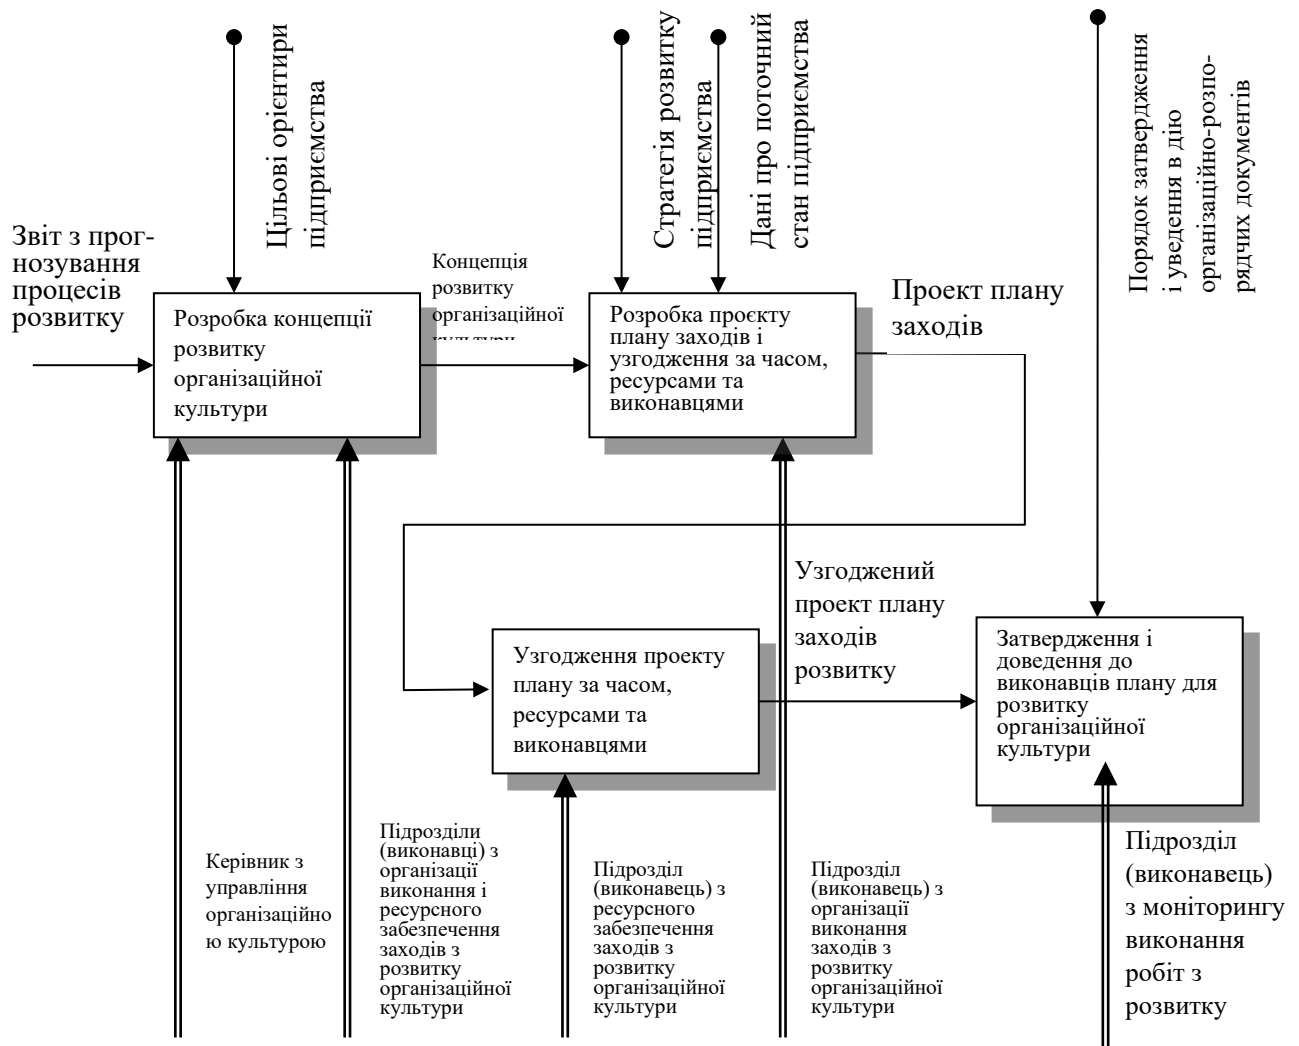 Цільові орієнтири
підприємства
Стратегія розвитку
підприємства
Дані про поточний
стан підприємства
Порядок затвердження
і уведення в дію
організаційно-розпо-
рядчих документів
Звіт з прог-
нозування
процесів
розвитку
Розробка концепції
розвитку
організаційної
культури
Концепція
розвитку
організаційної
культури
Розробка проєкту
плану заходів і
узгодження за часом,
ресурсами та
виконавцями
Проект плану
заходів
Узгодження проекту
плану за часом,
ресурсами та
виконавцями
Узгоджений
проект плану
заходів
розвитку
Затвердження і
доведення до
виконавців плану для
розвитку
організаційної
культури
Керівник з
управління
організаційно
ю культурою
Підрозділи
(виконавці) з
організації
виконання і
ресурсного
забезпечення
заходів з
розвитку
організаційної
культури
Підрозділ
(виконавець) з
ресурсного
забезпечення
заходів з
розвитку
організаційної
культури
Підрозділ
(виконавець) з
організації
виконання
заходів з
розвитку
організаційної
культури
Підрозділ
(виконавець)
з моніторингу
виконання
робіт з
розвитку